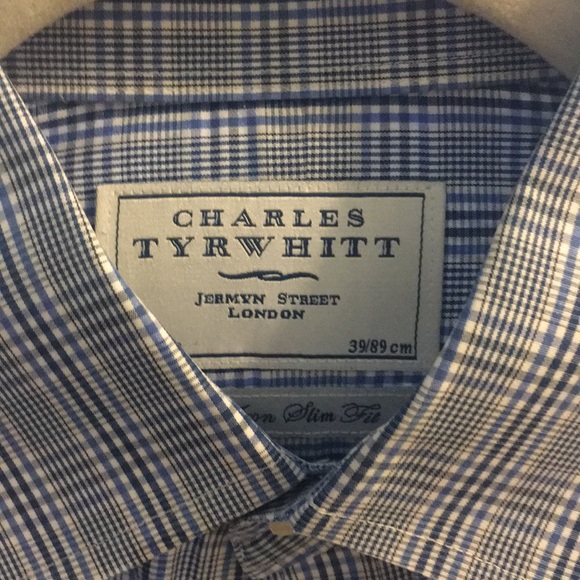 CHARLES
TYRWHITT
JERMYN STREET
LONDON
39/89 cm
Slim Fit